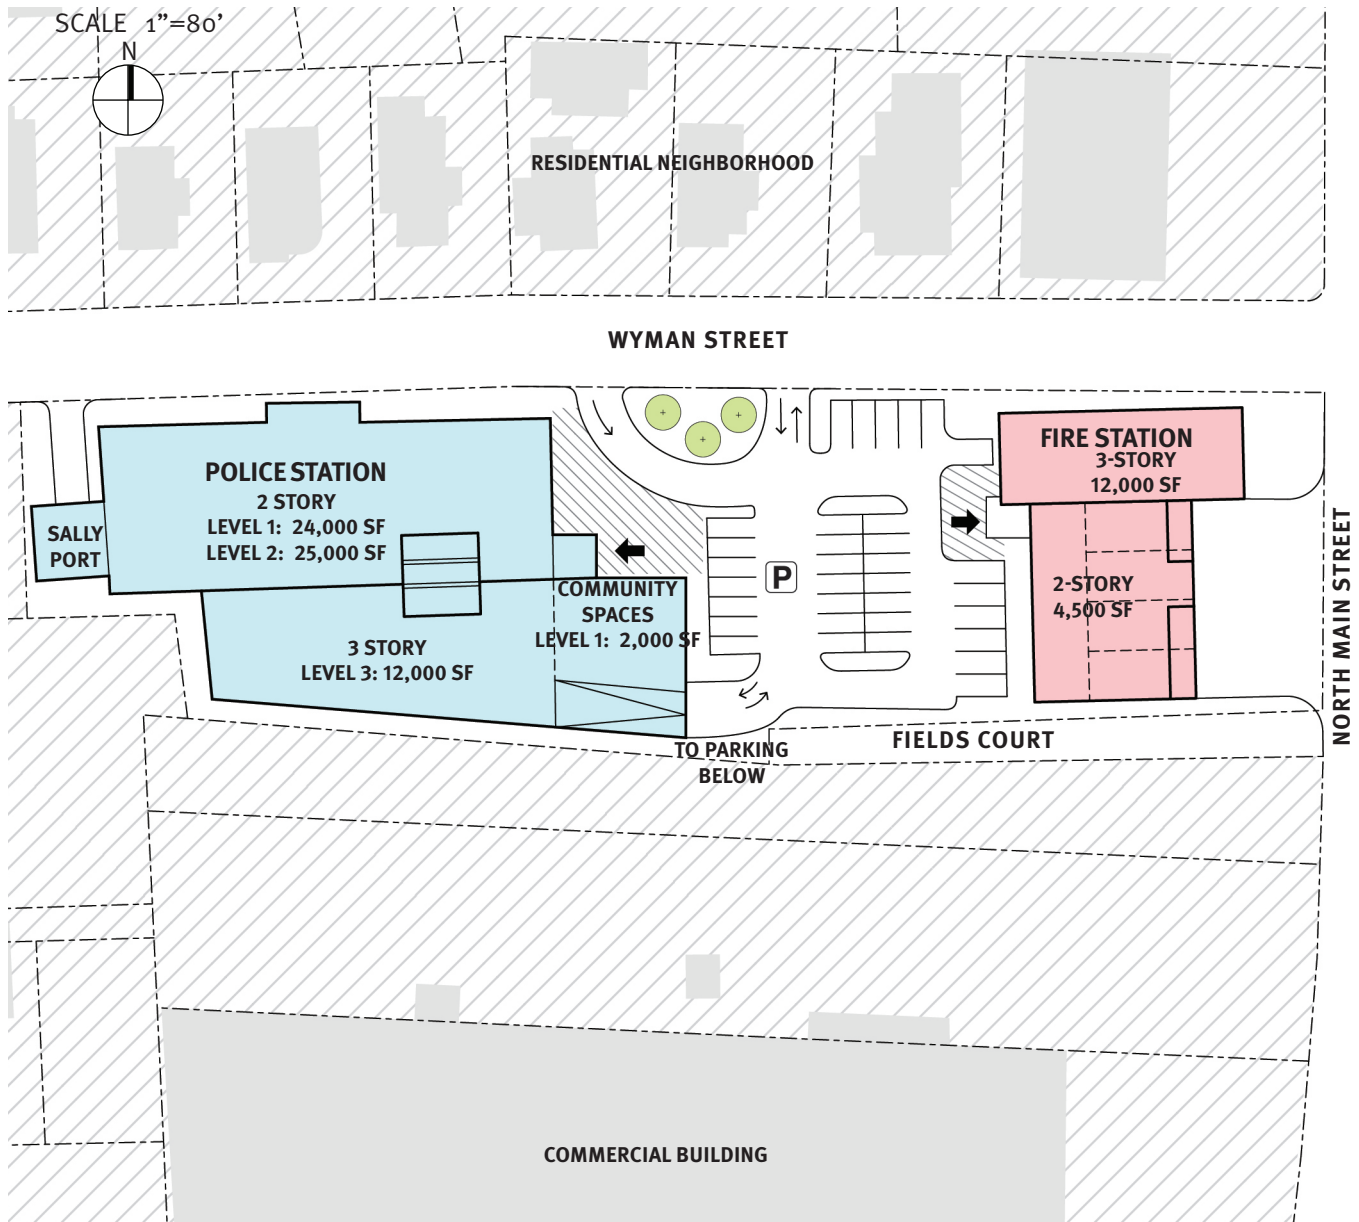 SCALE 1”=80’
N
RESIDENTIAL NEIGHBORHOOD
WYMAN STREET
POLICE STATION
2 STORY
LEVEL 1: 24,000 SF
LEVEL 2: 25,000 SF
SALLY
PORT
COMMUNITY
SPACES
LEVEL 1: 2,000 SF
3 STORY
LEVEL 3: 12,000 SF
P
FIRE STATION
3-STORY
12,000 SF
2-STORY
4,500 SF
NORTH MAIN STREET
FIELDS COURT
TO PARKING
BELOW
COMMERCIAL BUILDING